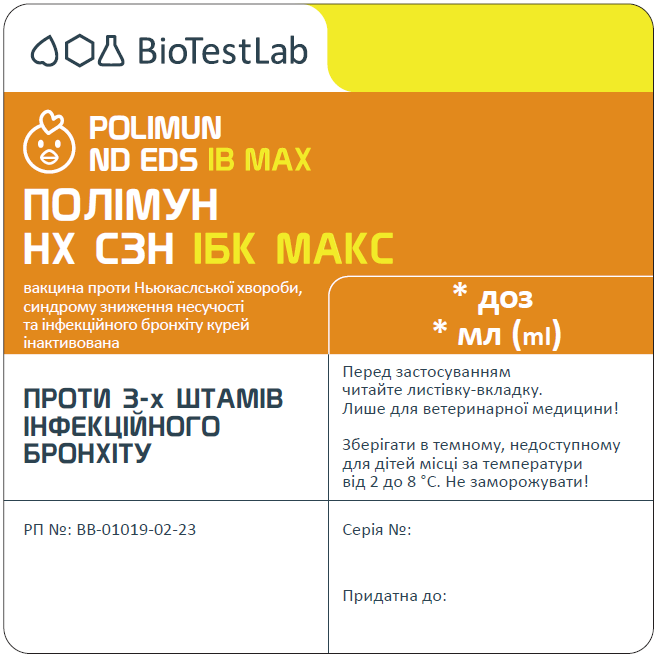 BioTestLab
POLIMUN
ND EDS IB MAX
ПОЛІМУН
НХ СЗН ІБК МАКС
вакцина проти Ньюкаслської хвороби,
синдрому зниження несучості
та інфекційного бронхіту курей
інактивована
* доз
* мл (ml)
ПРОТИ 3-х ШТАМІВ
ІНФЕКЦІЙНОГО
БРОНХІТУ
Перед застосуванням
читайте листівку-вкладку.
Лише для ветеринарної медицини!
Зберігати в темному, недоступному
для дітей місці за температури
від 2 до 8 °С. Не заморожувати!
РП №: ВВ-01019-02-23
Серія №:
Придатна до: